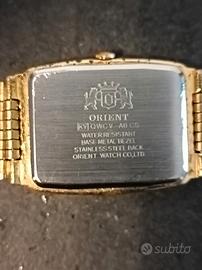 ORIENT
WATER RESISTANT
BASE METAL BEZEL
STAINLESS STEEL BACK
ORIENT WATCH CO., LTD.
subito